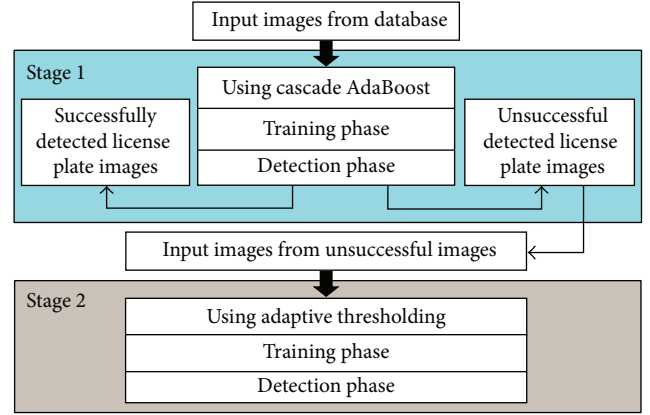 Input images from database
Stage 1
Using cascade AdaBoost
Training phase
Detection phase
Successfully
detected license
plate images
Unsuccessful
detected license
plate images
Input images from unsuccessful images
Stage 2
Using adaptive thresholding
Training phase
Detection phase